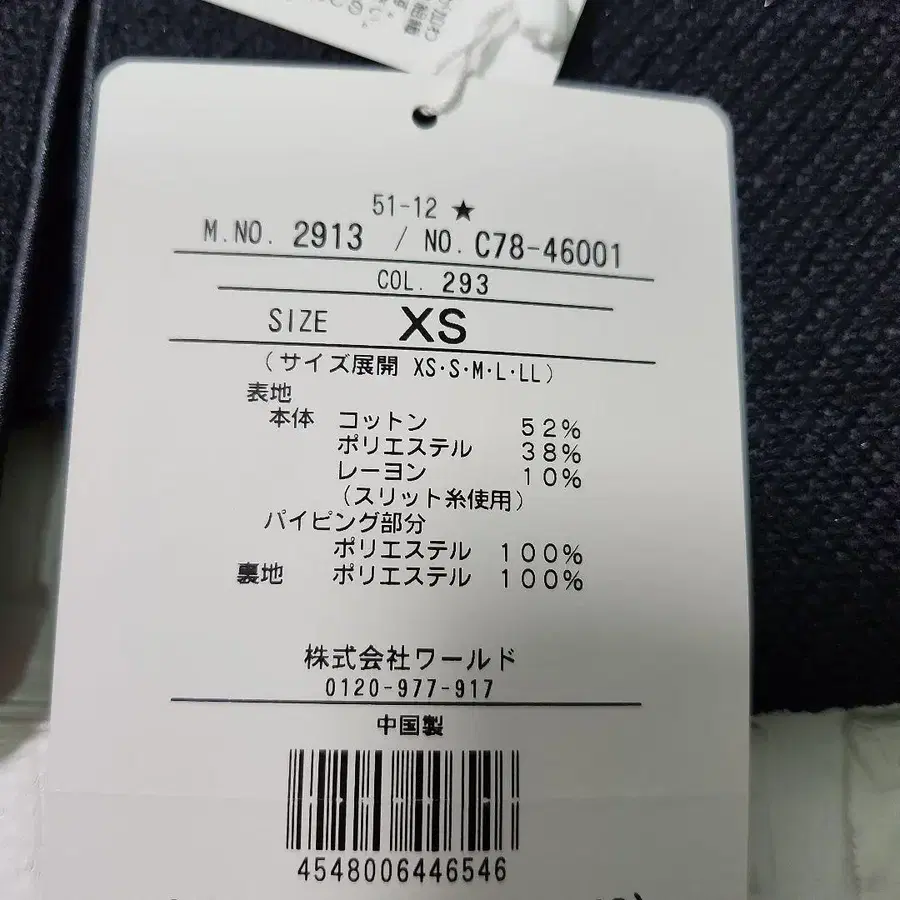 51-12 ★
M.NO. 2913 / NO. C78-46001
COL. 293
SIZE XS
(サイズ展開 XS・S・M・L・LL)
表地
本体 コットン 52%
ポリエステル 38%
レーヨン 10%
(スリット糸使用)
パイピング部分
ポリエステル 100%
裏地 ポリエステル 100%
株式会社ワールド
0120-977-917
中国製
4548006446546